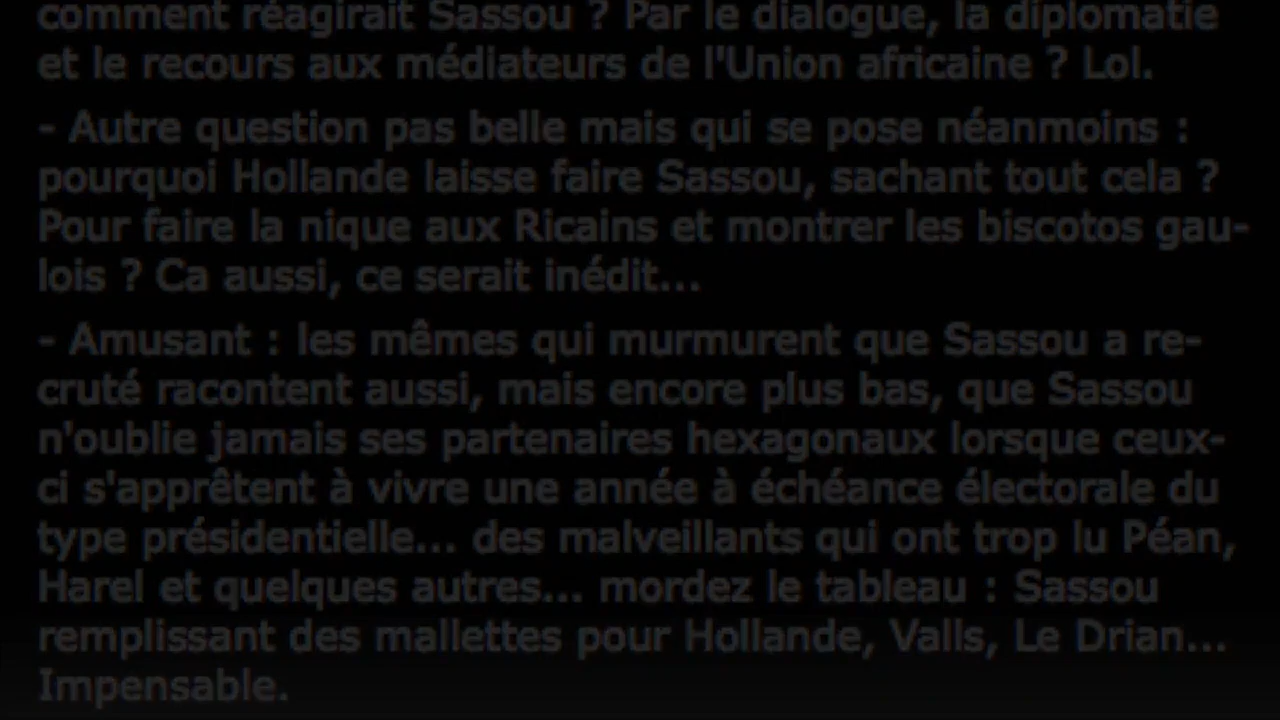 comment réagirait Sassou ? Par le dialogue, la diplomatie
et le recours aux médiateurs de l'Union africaine ? Lol.
- Autre question pas belle mais qui se pose néanmoins :
pourquoi Hollande laisse faire Sassou, sachant tout cela ?
Pour faire la nique aux Ricains et montrer les biscotos gau-
lois ? Ca aussi, ce serait inédit...
- Amusant : les mêmes qui murmurent que Sassou a re-
cruté racontent aussi, mais encore plus bas, que Sassou
n'oublie jamais ses partenaires hexagonaux lorsque ceux-
ci s'apprêtent à vivre une année à échéance électorale du
type présidentielle... des malveillants qui ont trop lu Péan,
Harel et quelques autres... mordez le tableau : Sassou
remplissant des mallettes pour Hollande, Valls, Le Drian...
Impensable.